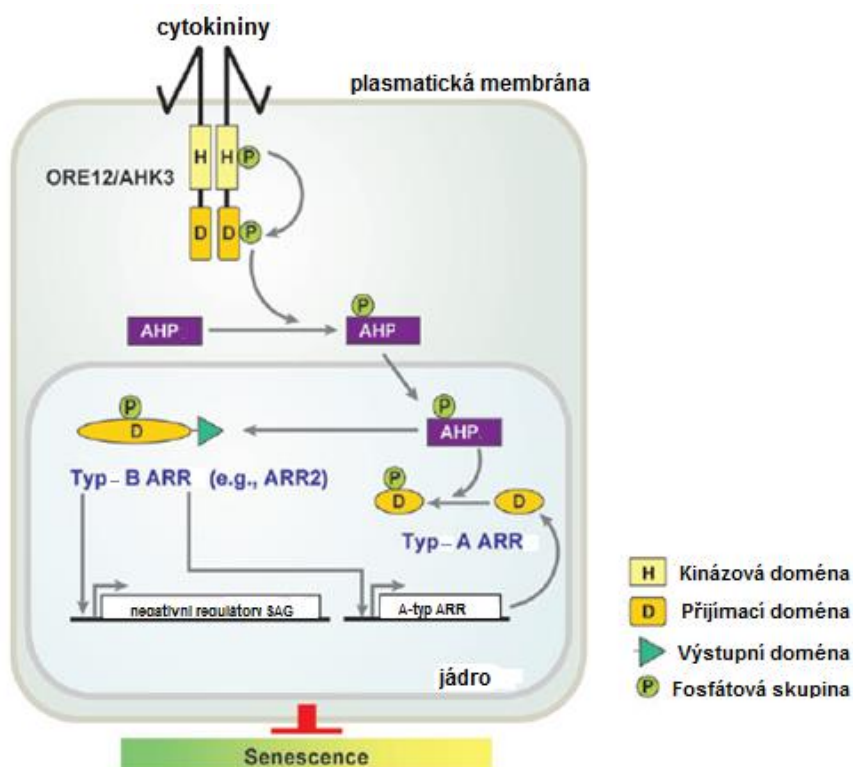 cytokininy
plasmatická membrána
H H P
ORE12/AHK3
D D P
P
AHP AHP
P P
D AHP
Typ – B ARR (e.g., ARR2)
P
D D
Typ – A ARR
negativní regulátory SAG A-typ ARR
jádro
Senescence
H Kinázová doména
D Přijímací doména
Výstupní doména
P Fosfátová skupina